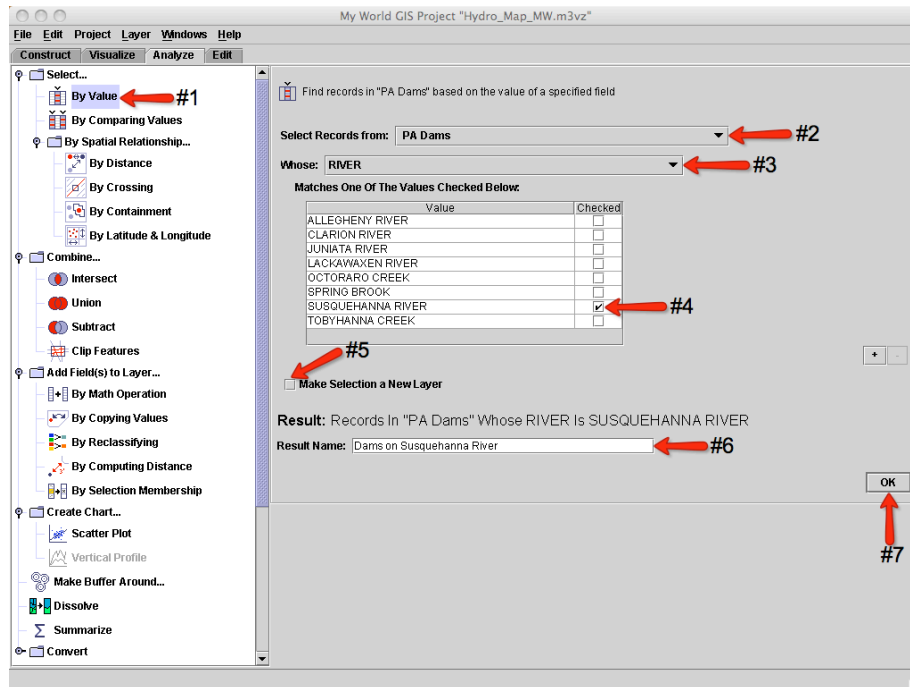 My World GIS Project "Hydro_Map_MW.m3vz"
File Edit Project Layer Windows Help
Construct Visualize Analyze Edit
Select...
By Value
#1
By Comparing Values
By Spatial Relationship...
By Distance
By Crossing
By Containment
By Latitude & Longitude
Combine...
Intersect
Union
Subtract
Clip Features
Add Field(s) to Layer...
By Math Operation
By Copying Values
By Reclassifying
By Computing Distance
By Selection Membership
Create Chart...
Scatter Plot
Vertical Profile
Make Buffer Around...
Dissolve
Σ Summarize
Convert
Find records in "PA Dams" based on the value of a specified field
Select Records from: PA Dams
#2
Whose: RIVER
#3
Matches One Of The Values Checked Below:
Value Checked
ALLEGHENY RIVER
CLARION RIVER
JUNIATA RIVER
LACKAWAXEN RIVER
OCTORARO CREEK
SPRING BROOK
SUSQUEHANNA RIVER
#4
TOBYHANNA CREEK
#5
+ -
Make Selection a New Layer
Result: Records In "PA Dams" Whose RIVER Is SUSQUEHANNA RIVER
Result Name: Dams on Susquehanna River
#6
OK
#7